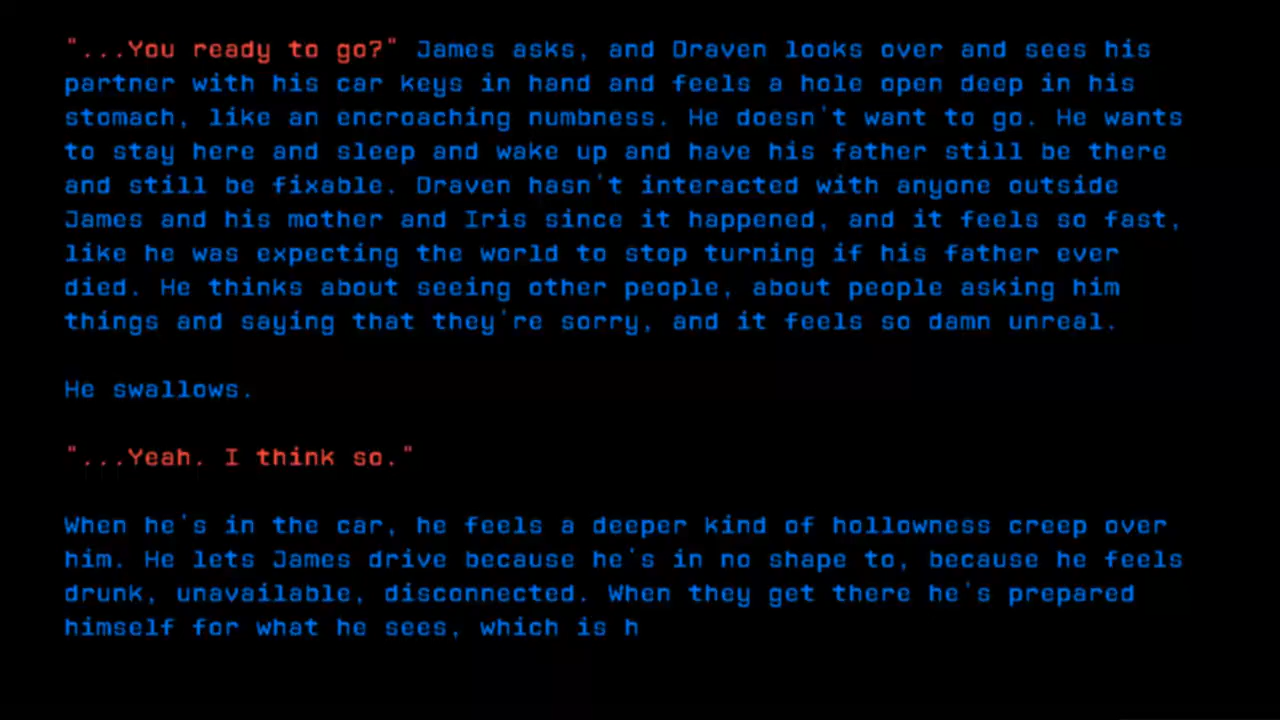 "...You ready to go?" James asks, and Draven looks over and sees his
partner with his car keys in hand and feels a hole open deep in his
stomach, like an encroaching numbness. He doesn't want to go. He wants
to stay here and sleep and wake up and have his father still be there
and still be fixable. Draven hasn't interacted with anyone outside
James and his mother and Iris since it happened, and it feels so fast,
like he was expecting the world to stop turning if his father ever
died. He thinks about seeing other people, about people asking him
things and saying that they're sorry, and it feels so damn unreal.
He swallows.
"...Yeah. I think so."
When he's in the car, he feels a deeper kind of hollowness creep over
him. He lets James drive because he's in no shape to, because he feels
drunk, unavailable, disconnected. When they get there he's prepared
himself for what he sees, which is h